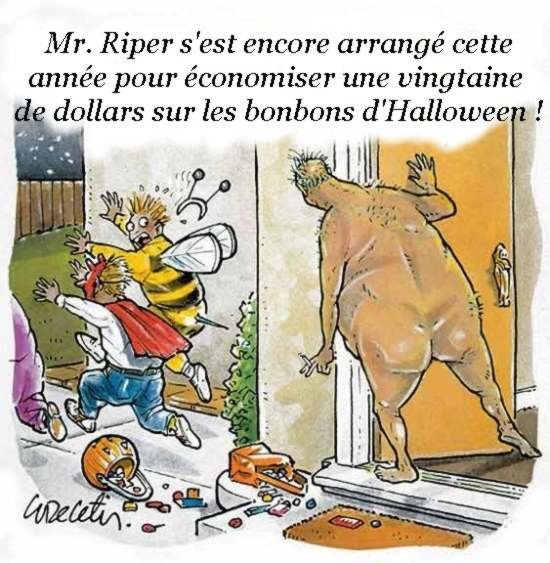 Mr. Riper s'est encore arrangé cette
année pour économiser une vingtaine
de dollars sur les bonbons d'Halloween !